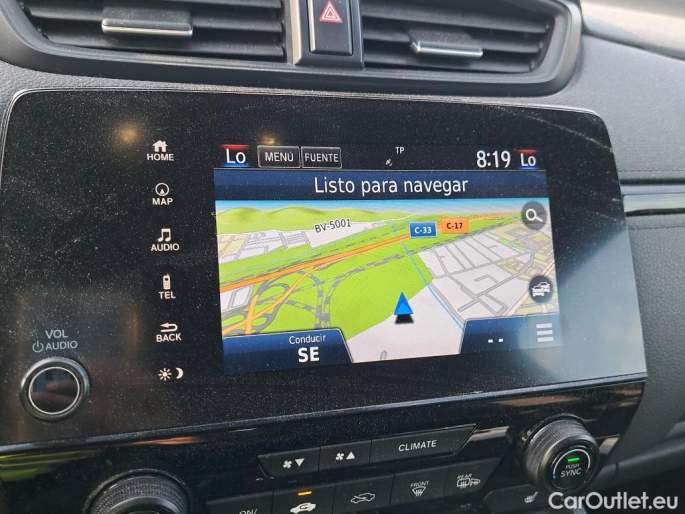 HOME
MAP
AUDIO
TEL
BACK
VOL
AUDIO
Lo MENÚ FUENTE TP 8:19 Lo
Listo para navegar
BV-5001
C-33 C-17
Conducir
SE
--
CLIMATE
FRONT REAR
ON/
PUSH
SYNC
CarOutlet.eu